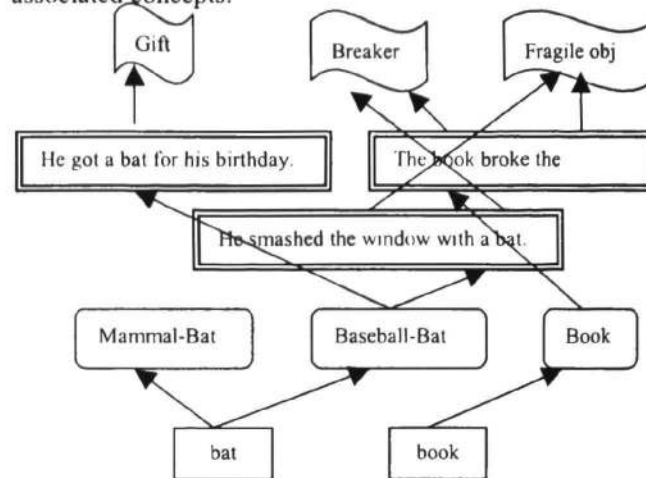 associated concepts.
Gift
Breaker
Fragile obj
He got a bat for his birthday.
The book broke the
He smashed the window with a bat.
Mammal-Bat
Baseball-Bat
Book
bat
book